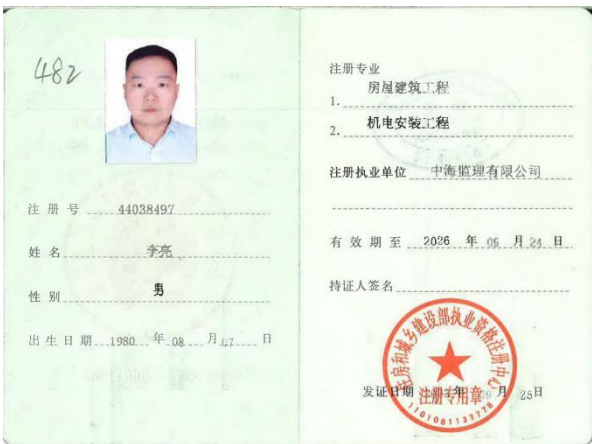 482
注册号 44038497
姓名 李亮
性别 男
出生日期 1980 年 08 月 07 日
注册专业
1. 房屋建筑工程
2. 机电安装工程
注册执业单位 中海监理有限公司
有效期至 2026 年 09 月 24 日
持证人签名
住房和城乡建设部执业资格注册中心
注册专用章
发证日期 年 09 月 25日